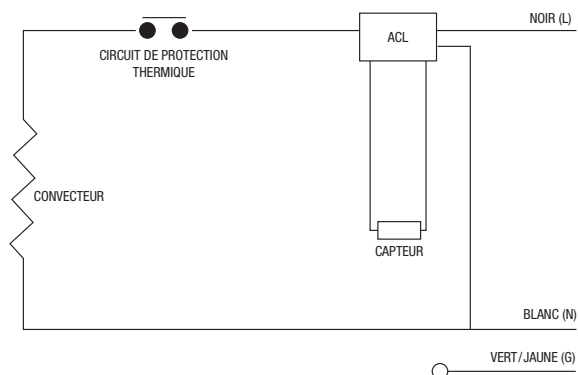 NOIR (L)
ACL
CIRCUIT DE PROTECTION
THERMIQUE
CONVECTEUR
CAPTEUR
BLANC (N)
VERT/JAUNE (G)